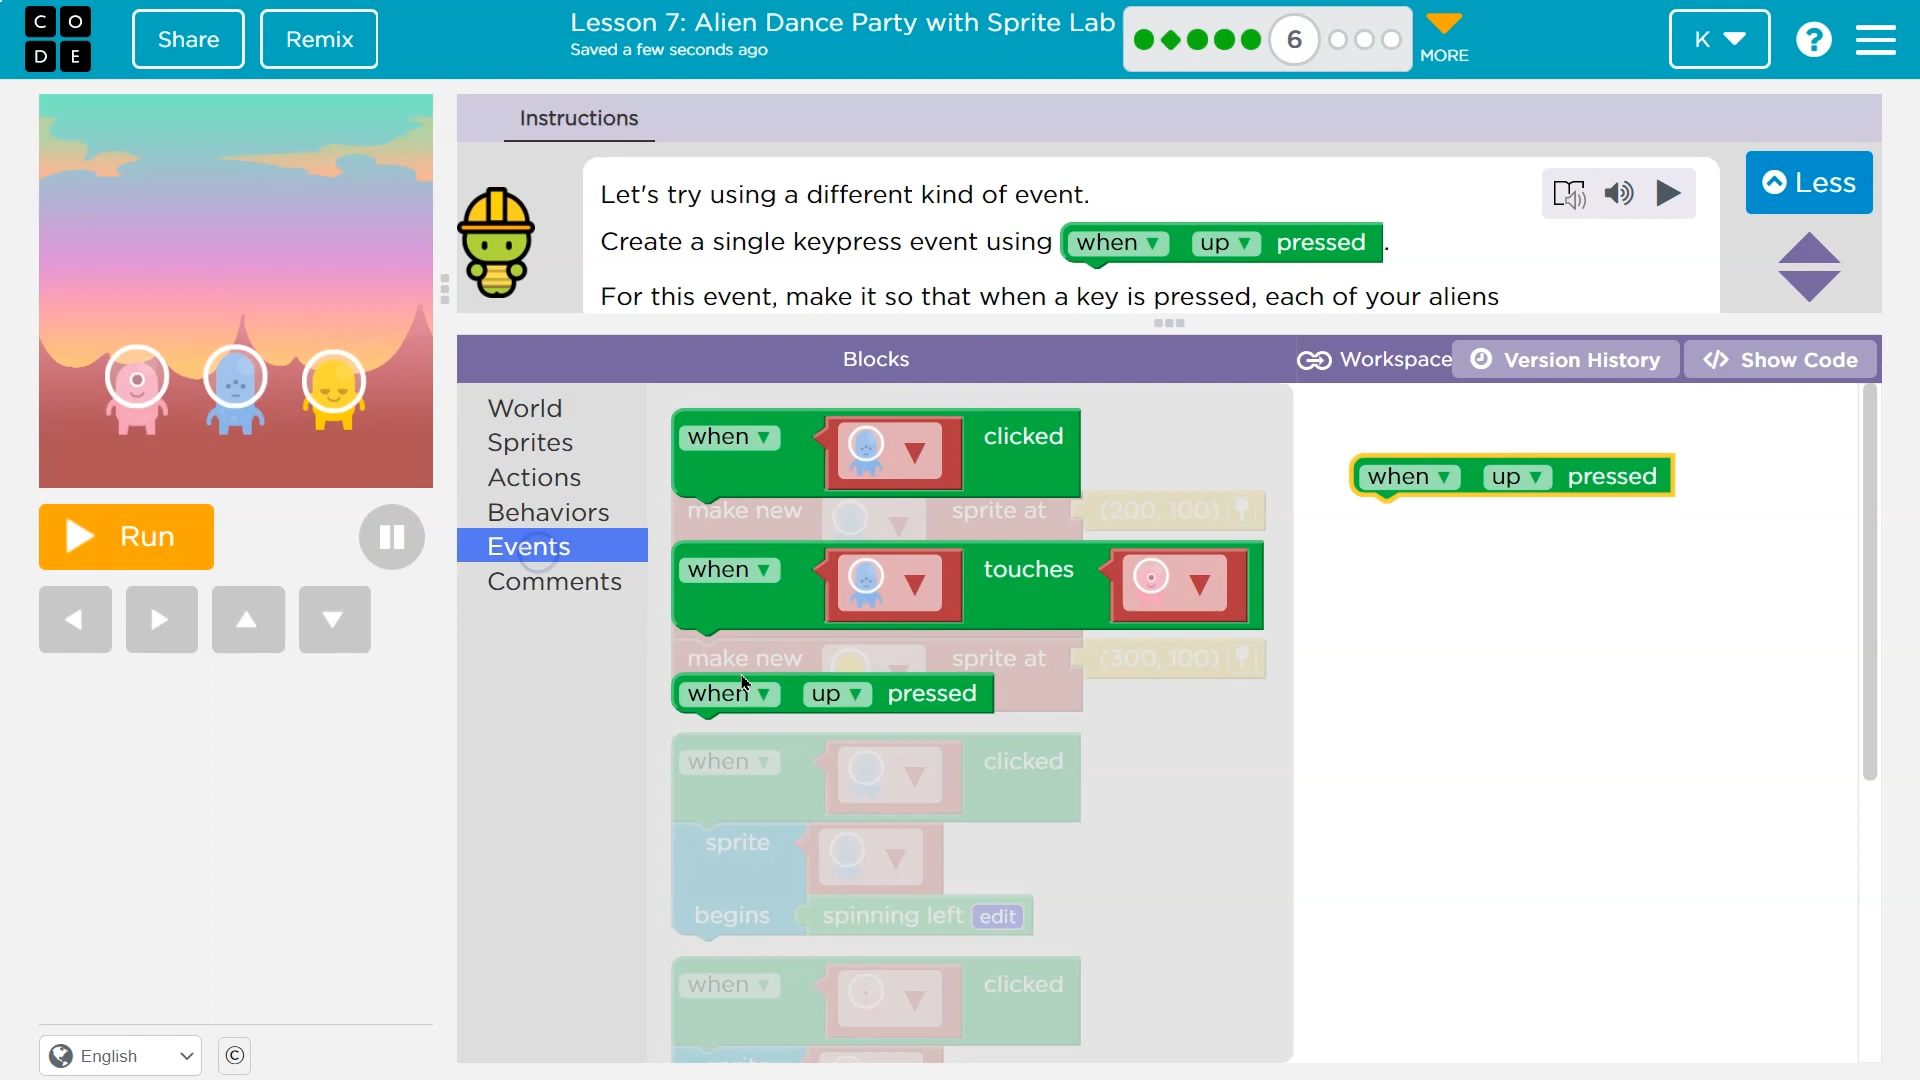 C O
D E
Share
Remix
Lesson 7: Alien Dance Party with Sprite Lab
Saved a few seconds ago
6
MORE
K
?
Instructions
Let's try using a different kind of event.
Create a single keypress event using when ▼ up ▼ pressed.
For this event, make it so that when a key is pressed, each of your aliens
Less
Blocks
Workspace
Version History
</> Show Code
World
Sprites
Actions
Behaviors
Events
Comments
when ▼ clicked
make new sprite at (200, 100)
when ▼ touches
make new sprite at (300, 100)
when ▼ up ▼ pressed
when ▼ clicked
sprite
begins spinning left edit
when ▼ clicked
sprite
when ▼ up ▼ pressed
Run
English
©